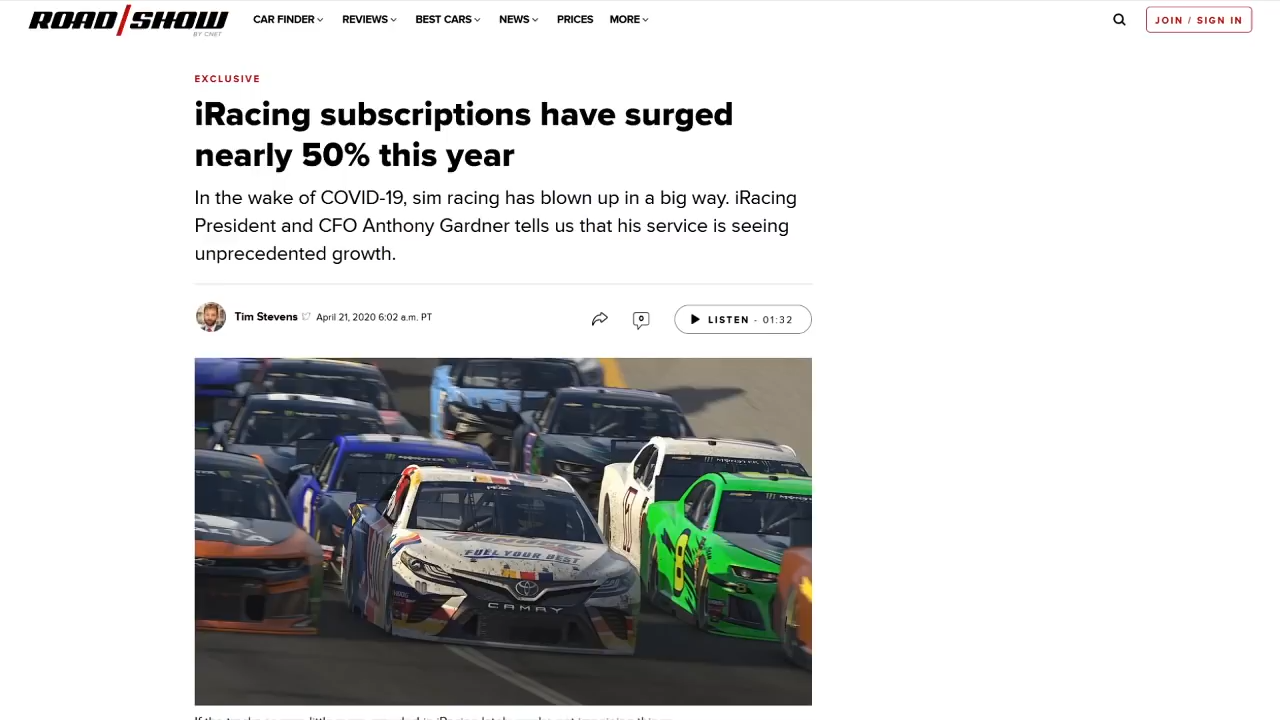 ROAD/SHOW
BY CNET
CAR FINDER
REVIEWS
BEST CARS
NEWS
PRICES
MORE
JOIN / SIGN IN
EXCLUSIVE
iRacing subscriptions have surged
nearly 50% this year
In the wake of COVID-19, sim racing has blown up in a big way. iRacing
President and CFO Anthony Gardner tells us that his service is seeing
unprecedented growth.
Tim Stevens
April 21, 2020 6:02 a.m. PT
0
LISTEN - 01:32
MONSTER
FUEL YOUR BEST
CAMRY
8